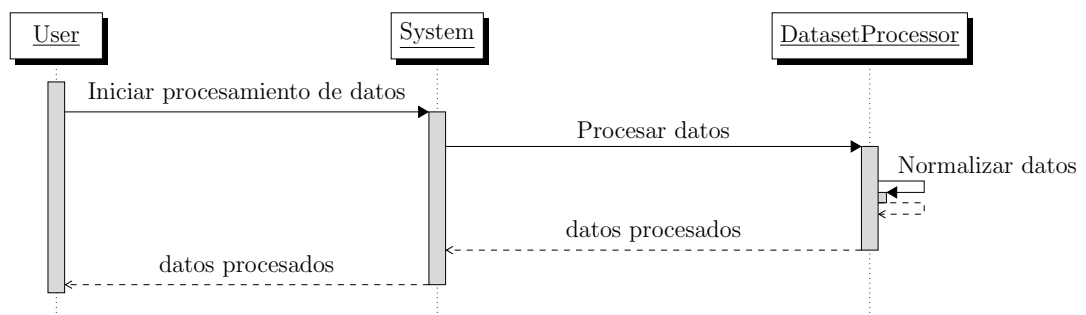 User
System
DatasetProcessor
Iniciar procesamiento de datos
Procesar datos
Normalizar datos
datos procesados
datos procesados